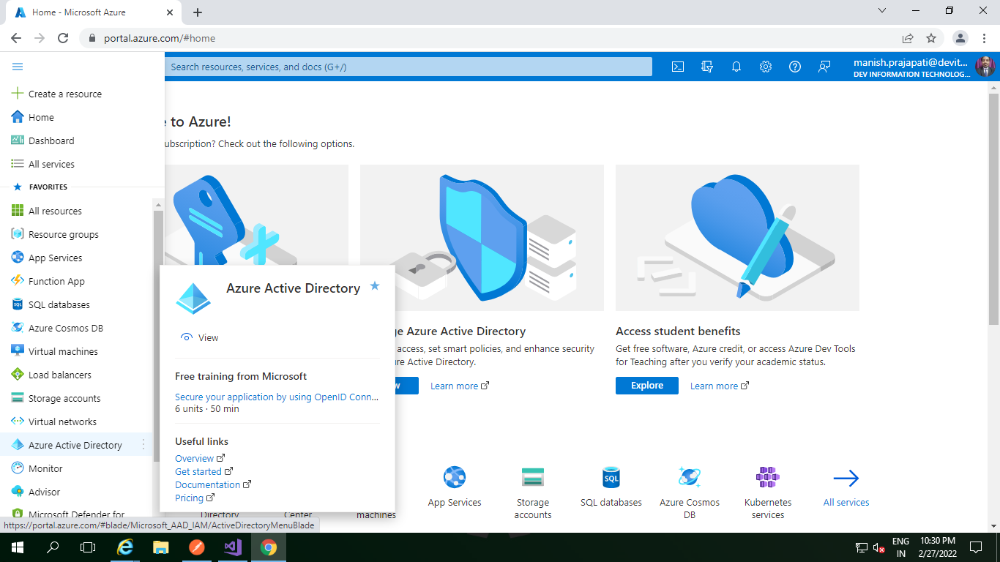 Home - Microsoft Azure
portal.azure.com/#home
Search resources, services, and docs (G+/)
manish.prajapati@devit...
DEV INFORMATION TECHNOLOG...
Create a resource
Home
Dashboard
All services
FAVORITES
All resources
Resource groups
App Services
Function App
SQL databases
Azure Cosmos DB
Virtual machines
Load balancers
Storage accounts
Virtual networks
Azure Active Directory
Monitor
Advisor
Microsoft Defender for
e to Azure!
ubscription? Check out the following options.
Azure Active Directory
View
Free training from Microsoft
Secure your application by using OpenID Conn...
6 units · 50 min
Useful links
Overview
Get started
Documentation
Pricing
ge Azure Active Directory
access, set smart policies, and enhance security
ure Active Directory.
w
Learn more
Access student benefits
Get free software, Azure credit, or access Azure Dev Tools
for Teaching after you verify your academic status.
Explore
Learn more
Directory
Center
machines
App Services
Storage
accounts
SQL
SQL databases
Azure Cosmos
DB
Kubernetes
services
All services
https://portal.azure.com/#blade/Microsoft_AAD_IAM/ActiveDirectoryMenuBlade
ENG
IN
10:30 PM
2/27/2022